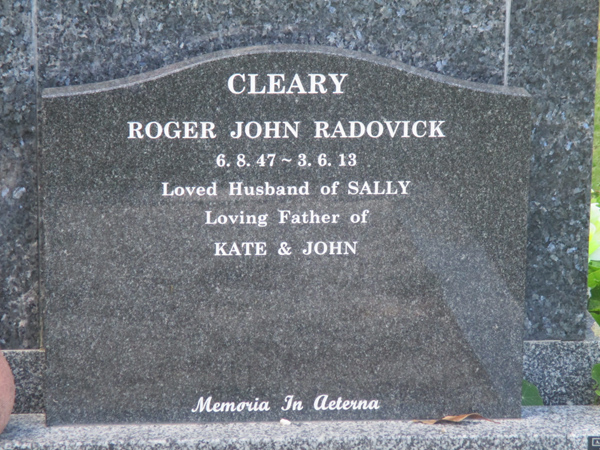 CLEARY
ROGER JOHN RADOVICK
6. 8. 47 ~ 3. 6. 13
Loved Husband of SALLY
Loving Father of
KATE & JOHN
Memoria In Aeterna